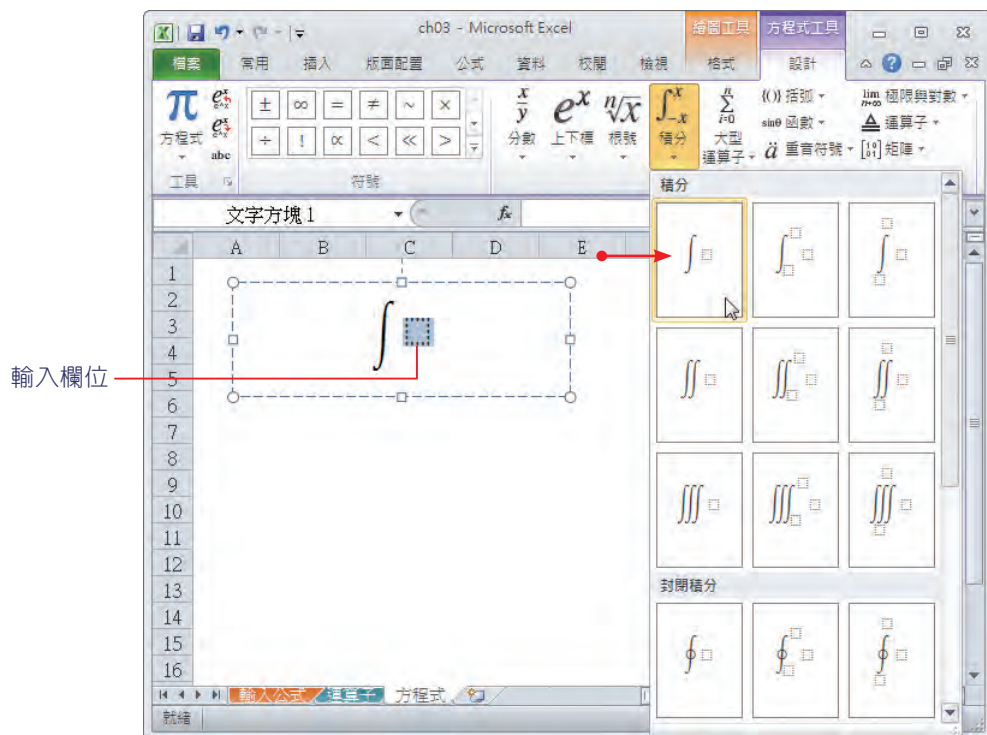 ch03 - Microsoft Excel
繪圖工具
方程式工具
檔案 常用 插入 版面配置 公式 資料 校閱 檢視 格式 設計
π
方程式
abc
工具
± ∞ = ≠ ~ ×
÷ ! ∝ < ≪ >
符號
分數
上下標
根號
積分
大型
運算子
{()} 括弧
sinθ 函數
ä 重音符號
lim 極限與對數
n→∞
≜ 運算子
矩陣
文字方塊 1
fx
積分
A B C D E
1
2
3
4
5
6
7
8
9
10
11
12
13
14
15
16
∫
輸入欄位
封閉積分
輸入公式 運算子 方程式
就緒